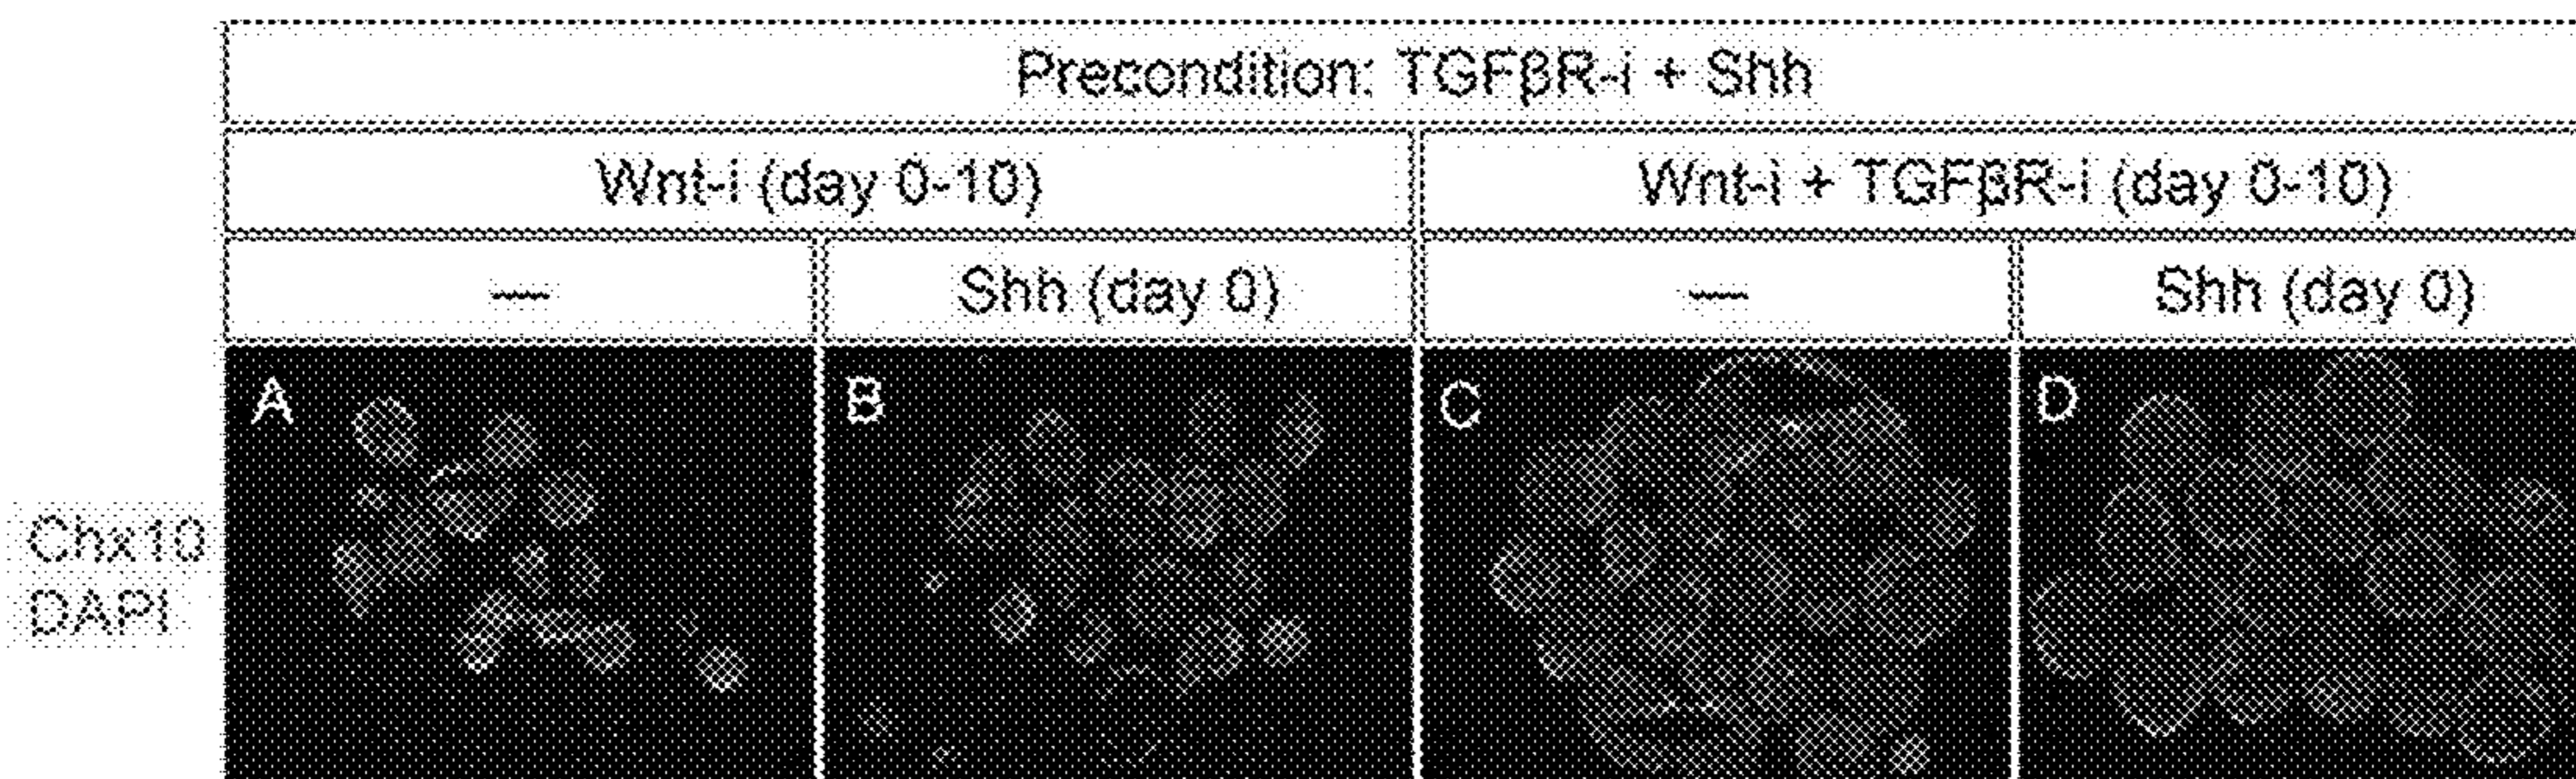 Precondition: TGFβR-i + Shh
Wnt-i (day 0-10) Wnt-i + TGFβR-i (day 0-10)
— Shh (day 0) — Shh (day 0)
A B C D
Chx10
DAPI